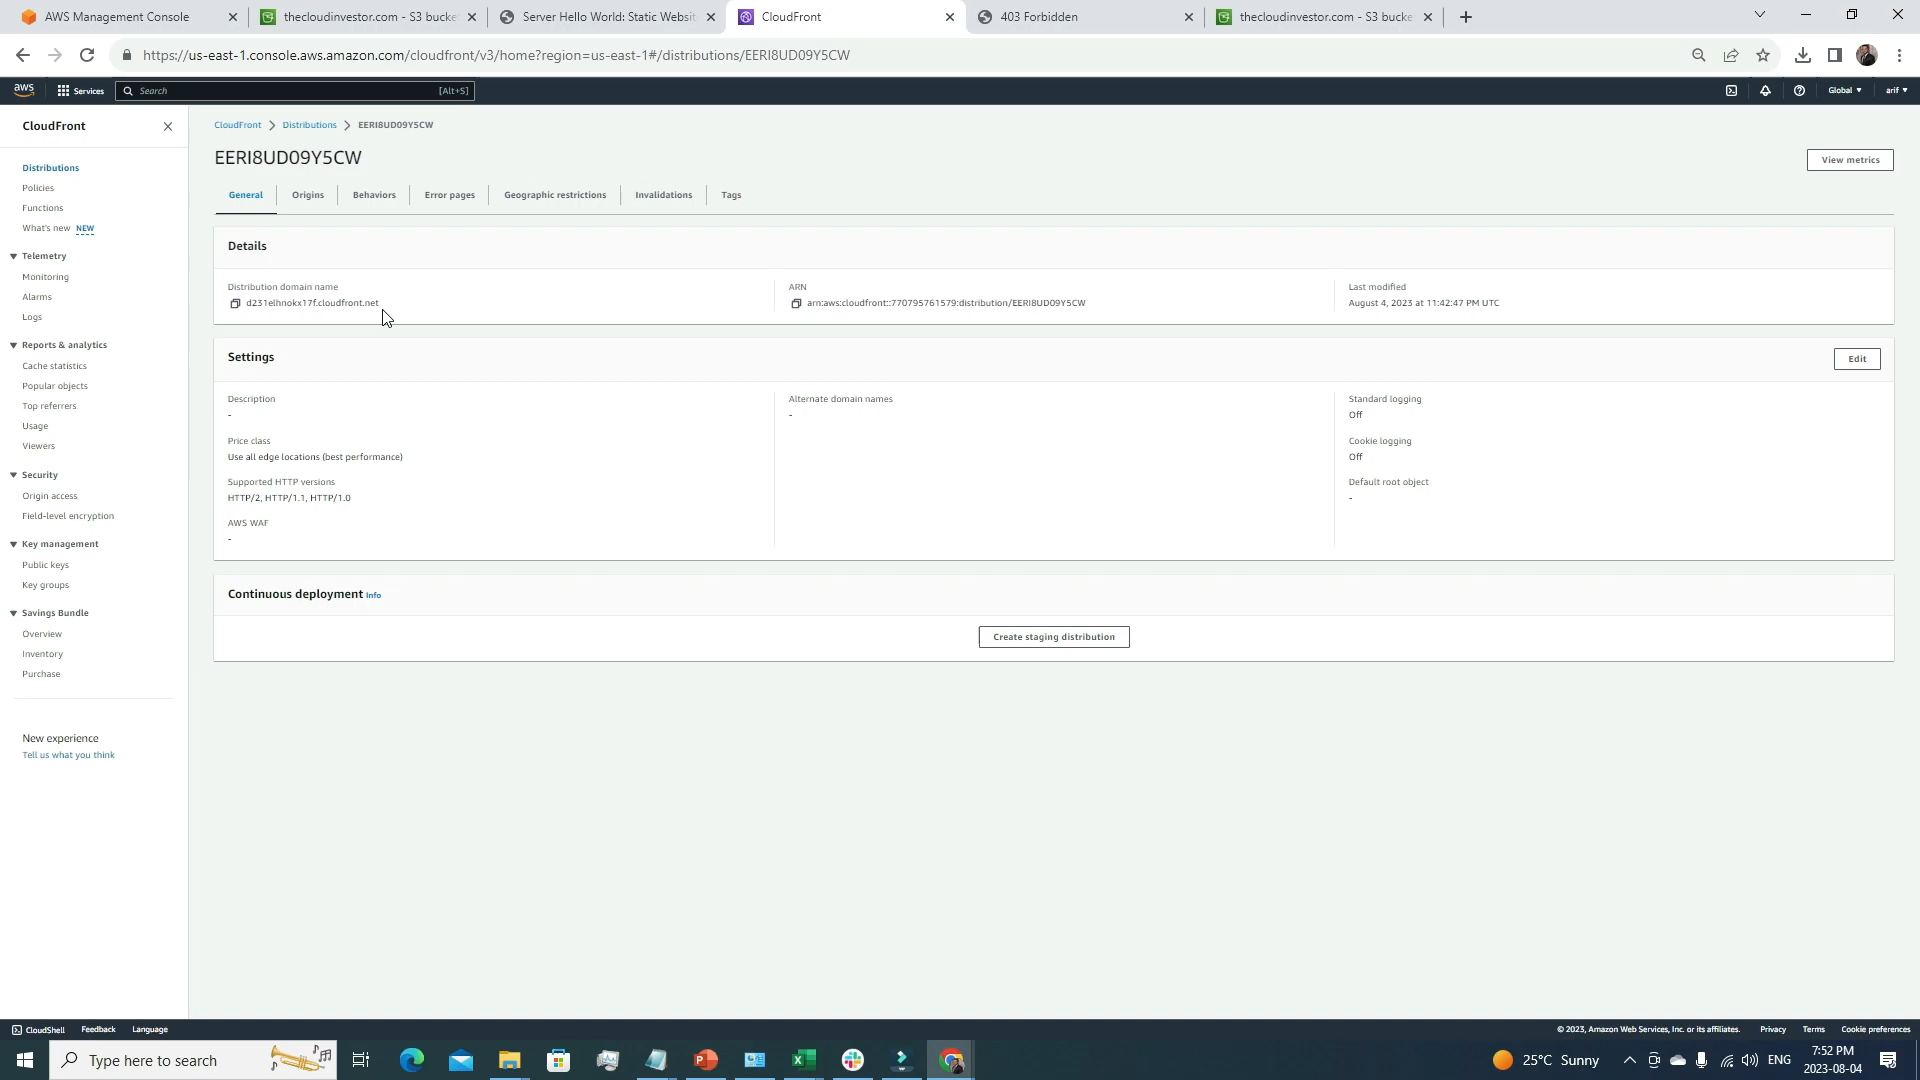 AWS Management Console
thecloudinvestor.com - S3 bucke
Server Hello World: Static Websit
CloudFront
403 Forbidden
thecloudinvestor.com - S3 bucke
https://us-east-1.console.aws.amazon.com/cloudfront/v3/home?region=us-east-1#/distributions/EERI8UD09Y5CW
aws
Services
Search
[Alt+S]
Global
arif
CloudFront
CloudFront
Distributions
EERI8UD09Y5CW
EERI8UD09Y5CW
View metrics
Distributions
Policies
Functions
What's new NEW
Telemetry
Monitoring
Alarms
Logs
Reports & analytics
Cache statistics
Popular objects
Top referrers
Usage
Viewers
Security
Origin access
Field-level encryption
Key management
Public keys
Key groups
Savings Bundle
Overview
Inventory
Purchase
New experience
Tell us what you think
General
Origins
Behaviors
Error pages
Geographic restrictions
Invalidations
Tags
Details
Distribution domain name
d231elhnokx17f.cloudfront.net
ARN
arn:aws:cloudfront::770795761579:distribution/EERI8UD09Y5CW
Last modified
August 4, 2023 at 11:42:47 PM UTC
Settings
Edit
Description
-
Price class
Use all edge locations (best performance)
Supported HTTP versions
HTTP/2, HTTP/1.1, HTTP/1.0
AWS WAF
-
Alternate domain names
-
Standard logging
Off
Cookie logging
Off
Default root object
-
Continuous deployment Info
Create staging distribution
CloudShell
Feedback
Language
© 2023, Amazon Web Services, Inc. or its affiliates.
Privacy
Terms
Cookie preferences
Type here to search
25°C Sunny
ENG
7:52 PM
2023-08-04